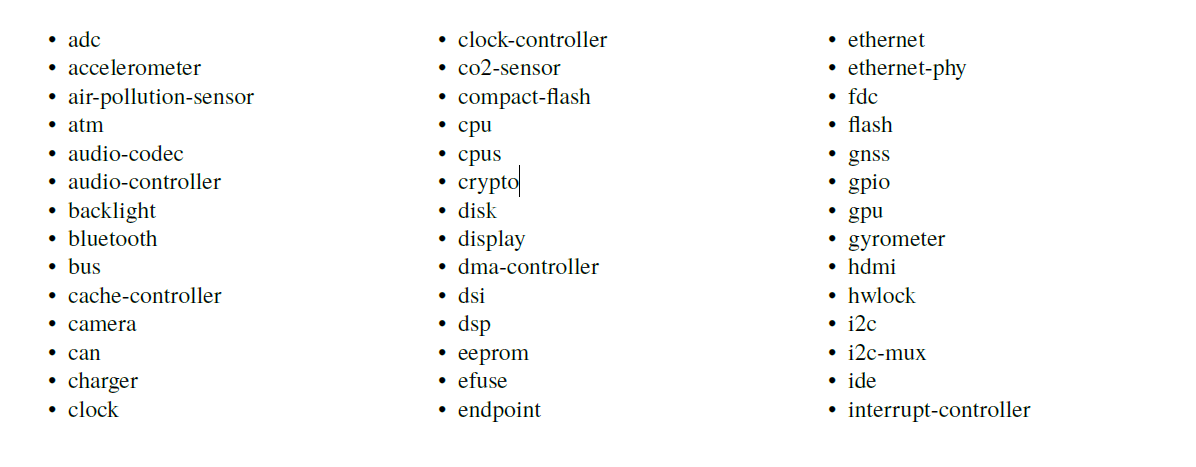 • adc
• accelerometer
• air-pollution-sensor
• atm
• audio-codec
• audio-controller
• backlight
• bluetooth
• bus
• cache-controller
• camera
• can
• charger
• clock
• clock-controller
• co2-sensor
• compact-flash
• cpu
• cpus
• crypto
• disk
• display
• dma-controller
• dsi
• dsp
• eeprom
• efuse
• endpoint
• ethernet
• ethernet-phy
• fdc
• flash
• gnss
• gpio
• gpu
• gyrometer
• hdmi
• hwlock
• i2c
• i2c-mux
• ide
• interrupt-controller